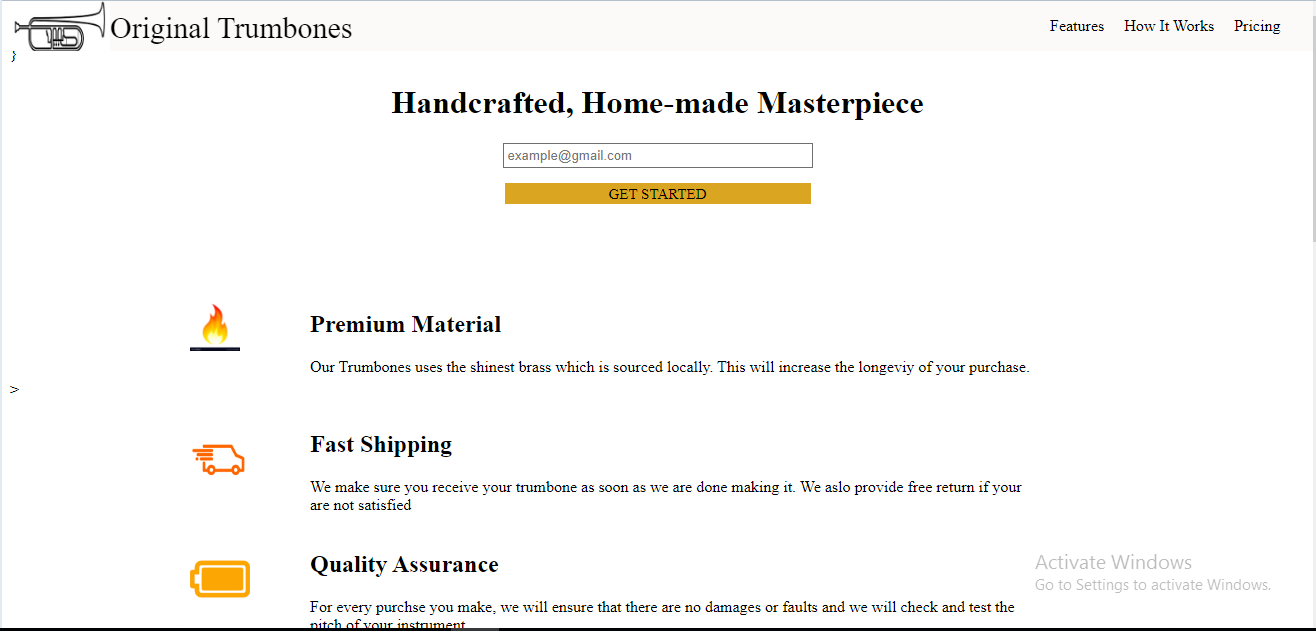 Original Trumbones
Features How It Works Pricing
}
Handcrafted, Home-made Masterpiece
example@gmail.com
GET STARTED
Premium Material
Our Trumbones uses the shinest brass which is sourced locally. This will increase the longeviy of your purchase.
>
Fast Shipping
We make sure you receive your trumbone as soon as we are done making it. We aslo provide free return if your
are not satisfied
Quality Assurance
For every purchse you make, we will ensure that there are no damages or faults and we will check and test the
pitch of your instrument.
Activate Windows
Go to Settings to activate Windows.